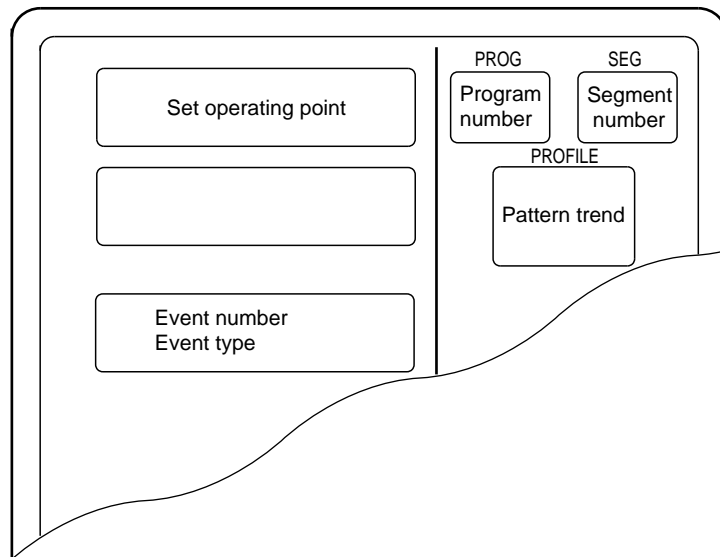 Set operating point
Event number
Event type
PROG
Program
number
SEG
Segment
number
PROFILE
Pattern trend